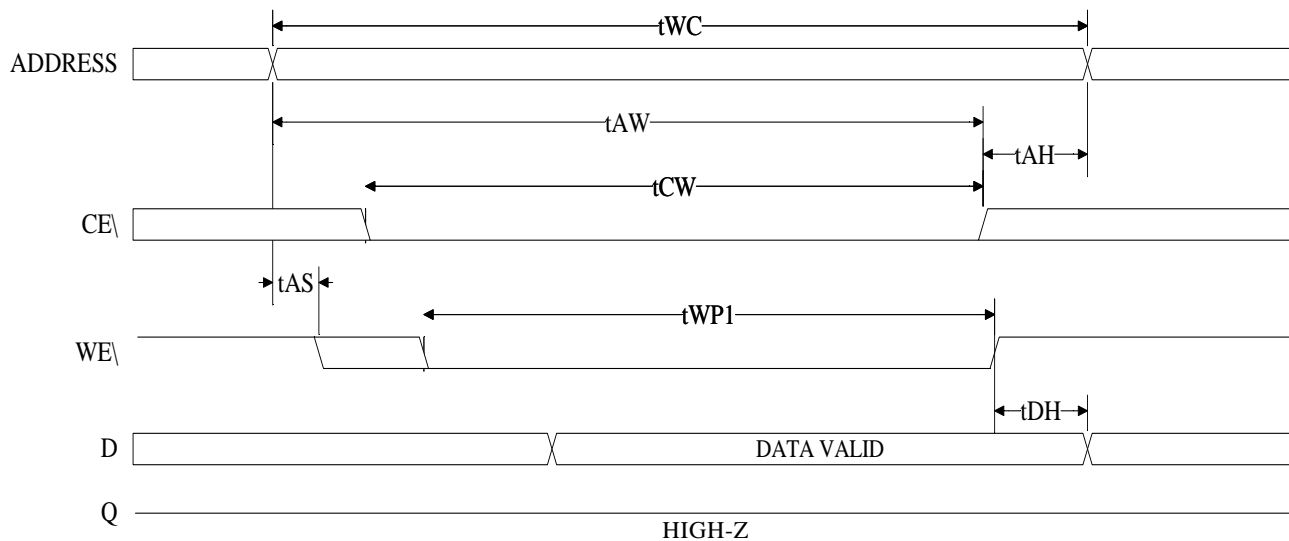 tWC
ADDRESS
tAW
tAH
tCW
CE\
tAS
tWP1
WE\
tDH
D
DATA VALID
Q
HIGH-Z